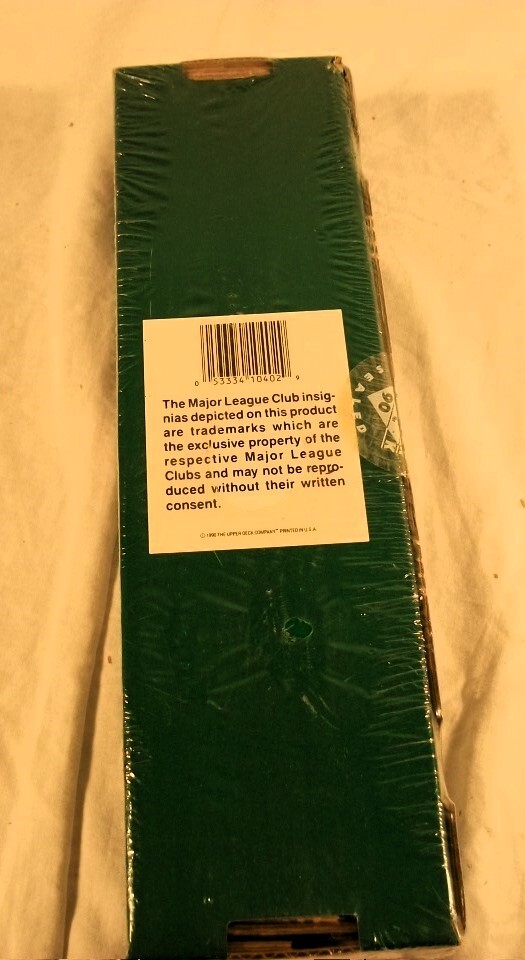 0 53334 10402 9
The Major League Club insig-
nias depicted on this product
are trademarks which are
the exclusive property of the
respective Major League
Clubs and may not be repro-
duced without their written
consent.
© 1990 THE UPPER DECK COMPANY™ PRINTED IN U.S.A.
SEALED
90